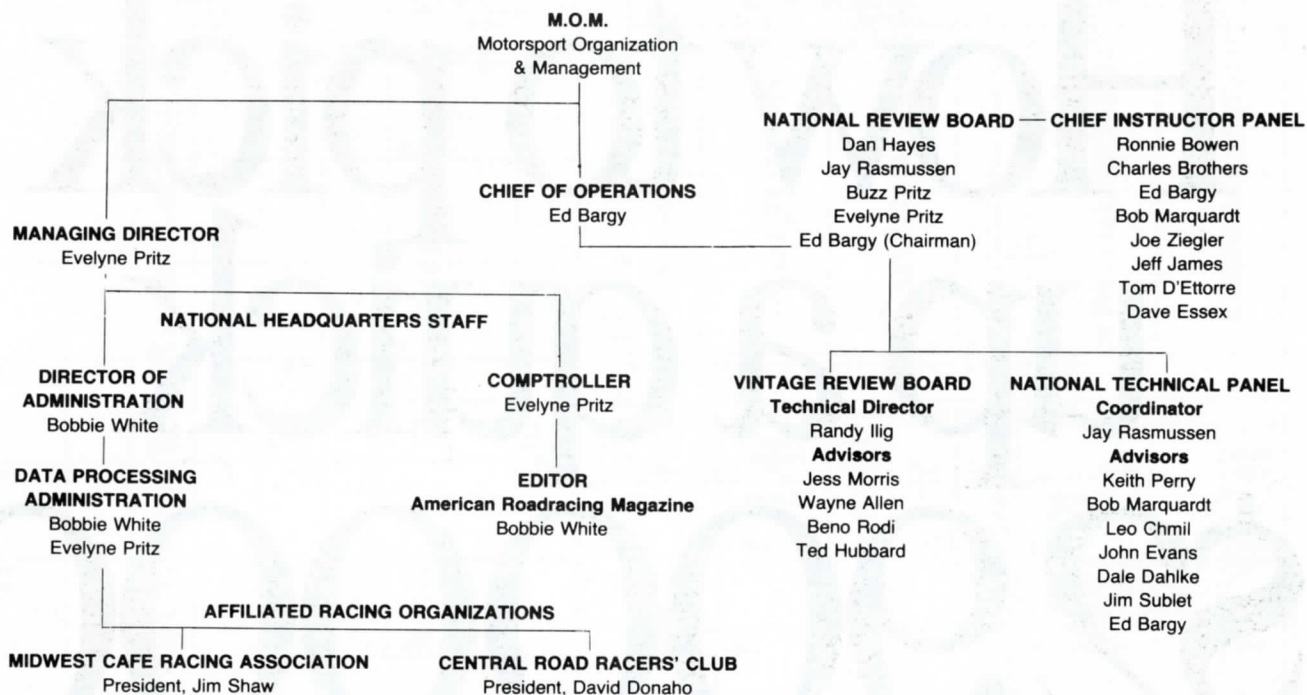 M.O.M.
Motorsport Organization
& Management
NATIONAL REVIEW BOARD
Dan Hayes
Jay Rasmussen
Buzz Pritz
Evelyne Pritz
Ed Bargy (Chairman)
CHIEF INSTRUCTOR PANEL
Ronnie Bowen
Charles Brothers
Ed Bargy
Bob Marquardt
Joe Ziegler
Jeff James
Tom D'Ettorre
Dave Essex
CHIEF OF OPERATIONS
Ed Bargy
MANAGING DIRECTOR
Evelyne Pritz
NATIONAL HEADQUARTERS STAFF
DIRECTOR OF
ADMINISTRATION
Bobbie White
COMPTROLLER
Evelyne Pritz
VINTAGE REVIEW BOARD
Technical Director
Randy Ilig
Advisors
Jess Morris
Wayne Allen
Beno Rodi
Ted Hubbard
NATIONAL TECHNICAL PANEL
Coordinator
Jay Rasmussen
Advisors
Keith Perry
Bob Marquardt
Leo Chmil
John Evans
Dale Dahlke
Jim Sublet
Ed Bargy
DATA PROCESSING
ADMINISTRATION
Bobbie White
Evelyne Pritz
EDITOR
American Roadracing Magazine
Bobbie White
AFFILIATED RACING ORGANIZATIONS
MIDWEST CAFE RACING ASSOCIATION
President, Jim Shaw
CENTRAL ROAD RACERS' CLUB
President, David Donaho
How to pick
up a quick